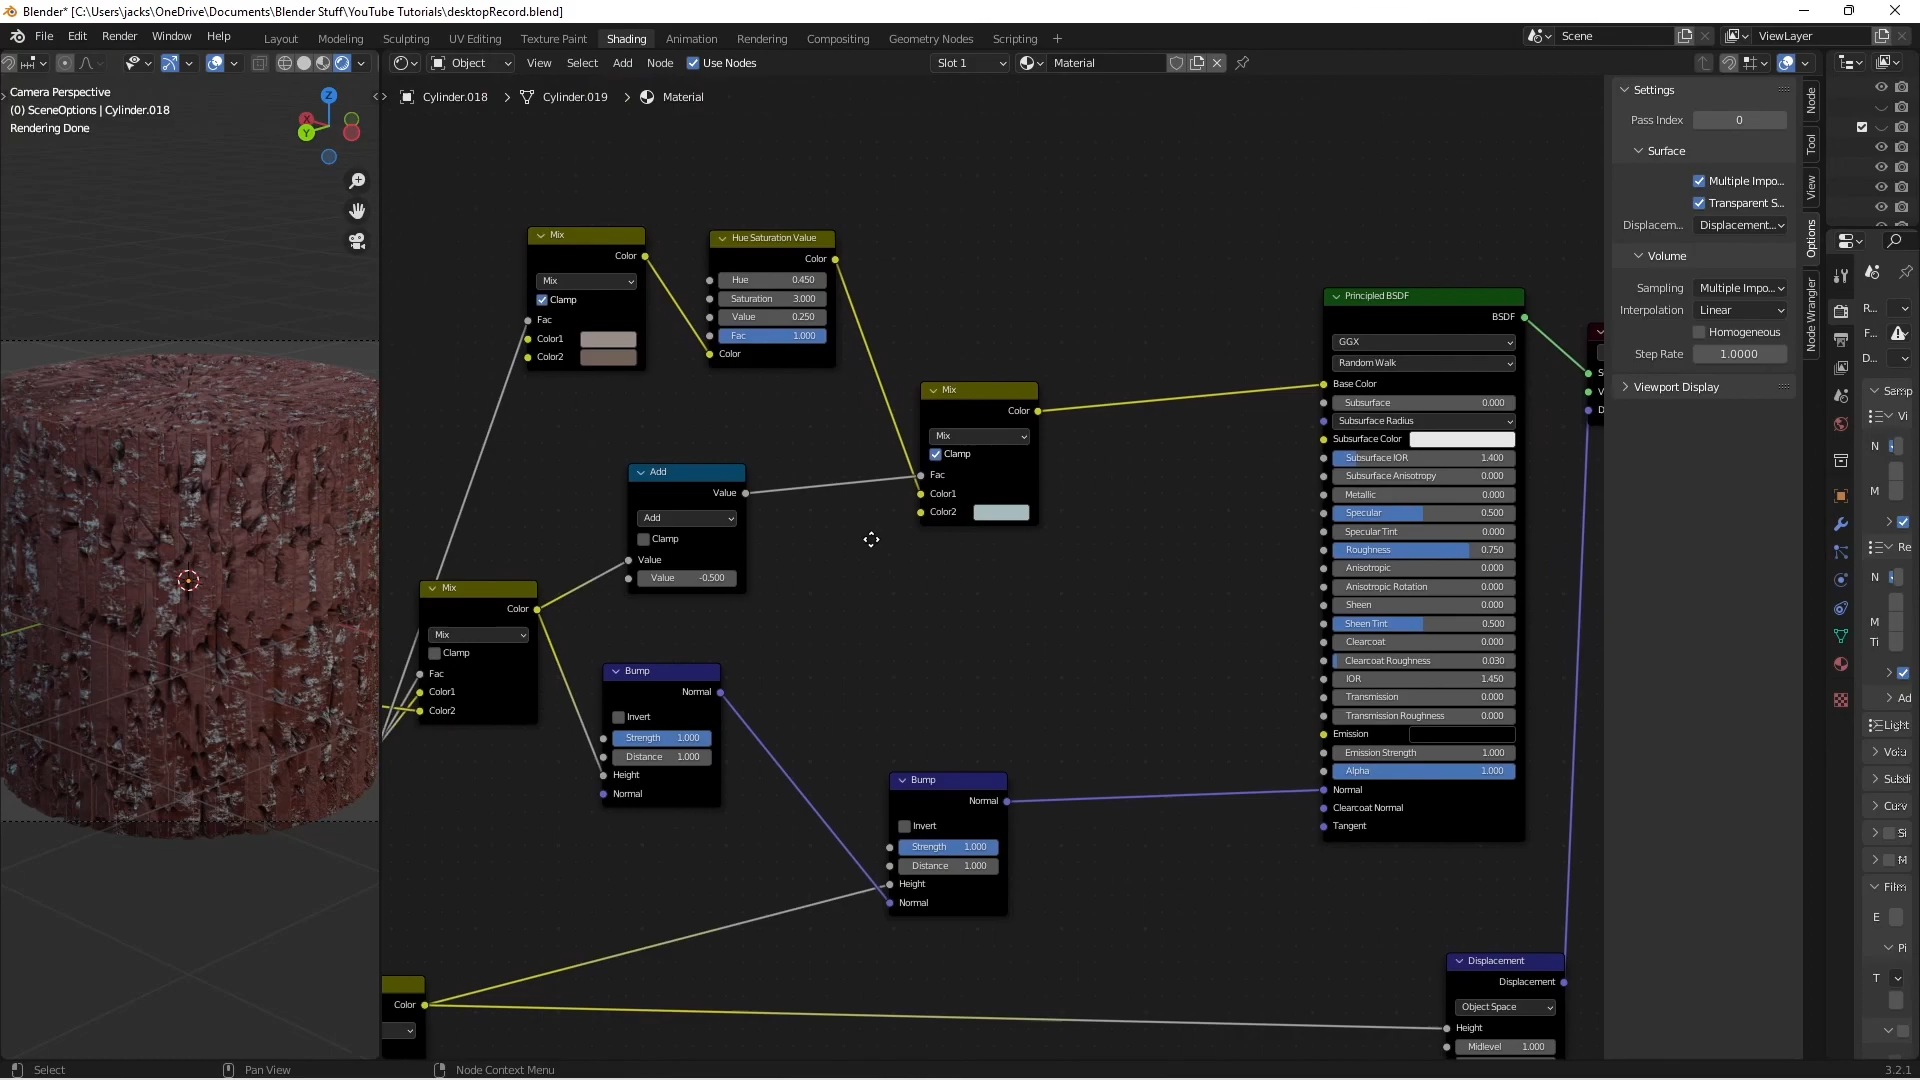 Blender* [C:\Users\jacks\OneDrive\Documents\Blender Stuff\YouTube Tutorials\desktopRecord.blend]
File Edit Render Window Help Layout Modeling Sculpting UV Editing Texture Paint Shading Animation Rendering Compositing Geometry Nodes Scripting + Scene ViewLayer
Object View Select Add Node Use Nodes Slot 1 Material
Camera Perspective
(0) SceneOptions | Cylinder.018
Rendering Done
Z
X
Y
Cylinder.018 > Cylinder.019 > Material
Mix
Color
Mix
Clamp
Fac
Color1
Color2
Hue Saturation Value
Color
Hue 0.450
Saturation 3.000
Value 0.250
Fac 1.000
Color
Mix
Color
Mix
Clamp
Fac
Color1
Color2
Add
Value
Add
Clamp
Value
Value -0.500
Mix
Color
Mix
Clamp
Fac
Color1
Color2
Bump
Normal
Invert
Strength 1.000
Distance 1.000
Height
Normal
Bump
Normal
Invert
Strength 1.000
Distance 1.000
Height
Normal
Color
Principled BSDF
BSDF
GGX
Random Walk
Base Color
Subsurface 0.000
Subsurface Radius
Subsurface Color
Subsurface IOR 1.400
Subsurface Anisotropy 0.000
Metallic 0.000
Specular 0.500
Specular Tint 0.000
Roughness 0.750
Anisotropic 0.000
Anisotropic Rotation 0.000
Sheen 0.000
Sheen Tint 0.500
Clearcoat 0.000
Clearcoat Roughness 0.030
IOR 1.450
Transmission 0.000
Transmission Roughness 0.000
Emission
Emission Strength 1.000
Alpha 1.000
Normal
Clearcoat Normal
Tangent
S
V
D
Displacement
Displacement
Object Space
Height
Midlevel 1.000
Settings
Pass Index 0
Surface
Multiple Impo...
Transparent S...
Displacem... Displacement...
Volume
Sampling Multiple Impo...
Interpolation Linear
Homogeneous
Step Rate 1.0000
Viewport Display
Node
Tool
View
Options
Node Wrangler
R...
F...
D...
Samp
Vi
N
M
Re
N
M
Ti
Ad
Light
Volu
Subdi
Curv
Si
M
Film
E
Pi
T
Select Pan View Node Context Menu 3.2.1